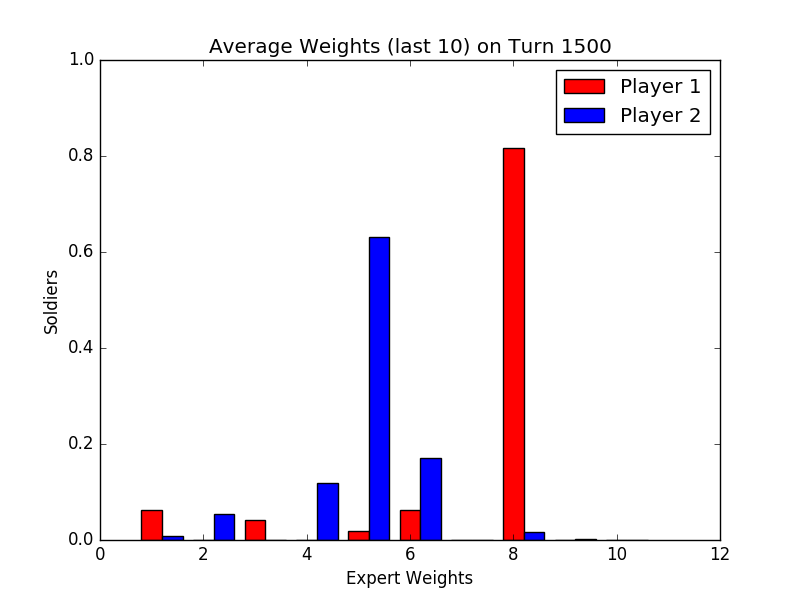 Average Weights (last 10) on Turn 1500
1.0
0.8
0.6
0.4
0.2
0.0
Soldiers
0 2 4 6 8 10 12
Expert Weights
Player 1
Player 2